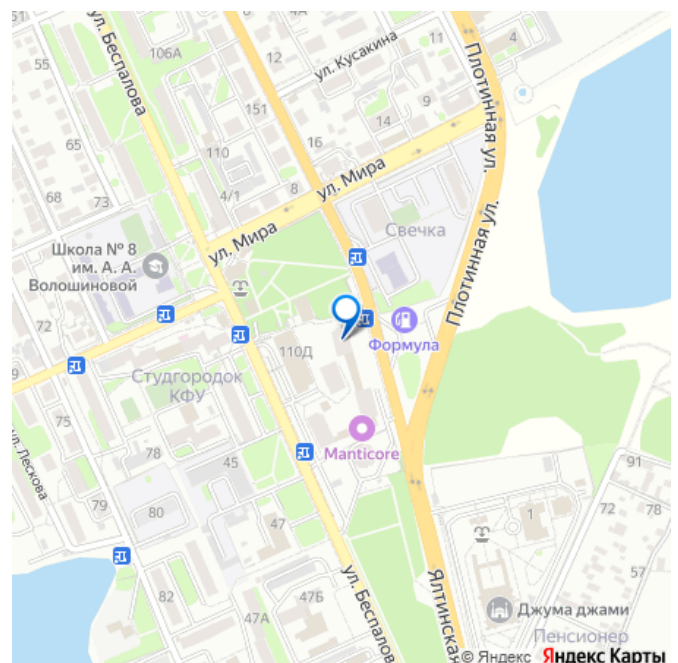 55
ул. Беспалова
106А
12
11
4
ул. Кусакина
Плотинная ул.
151
9
14
65
16
110
68
73
4/1
8
ул. Мира
ул. Мира
Свечка
Школа № 8
им. А. А.
Волошиновой
Плотинная ул.
72
9
110Д
Формула
Студгородок
КФУ
75
ул. Лескова
78
45
Manticore
91
79
80
47
1
72
78
57
82
47А
47Б
ул. Беспалова
Ялтинская
Джума джами
Пенсионер
© Яндекс Яндекс Карты